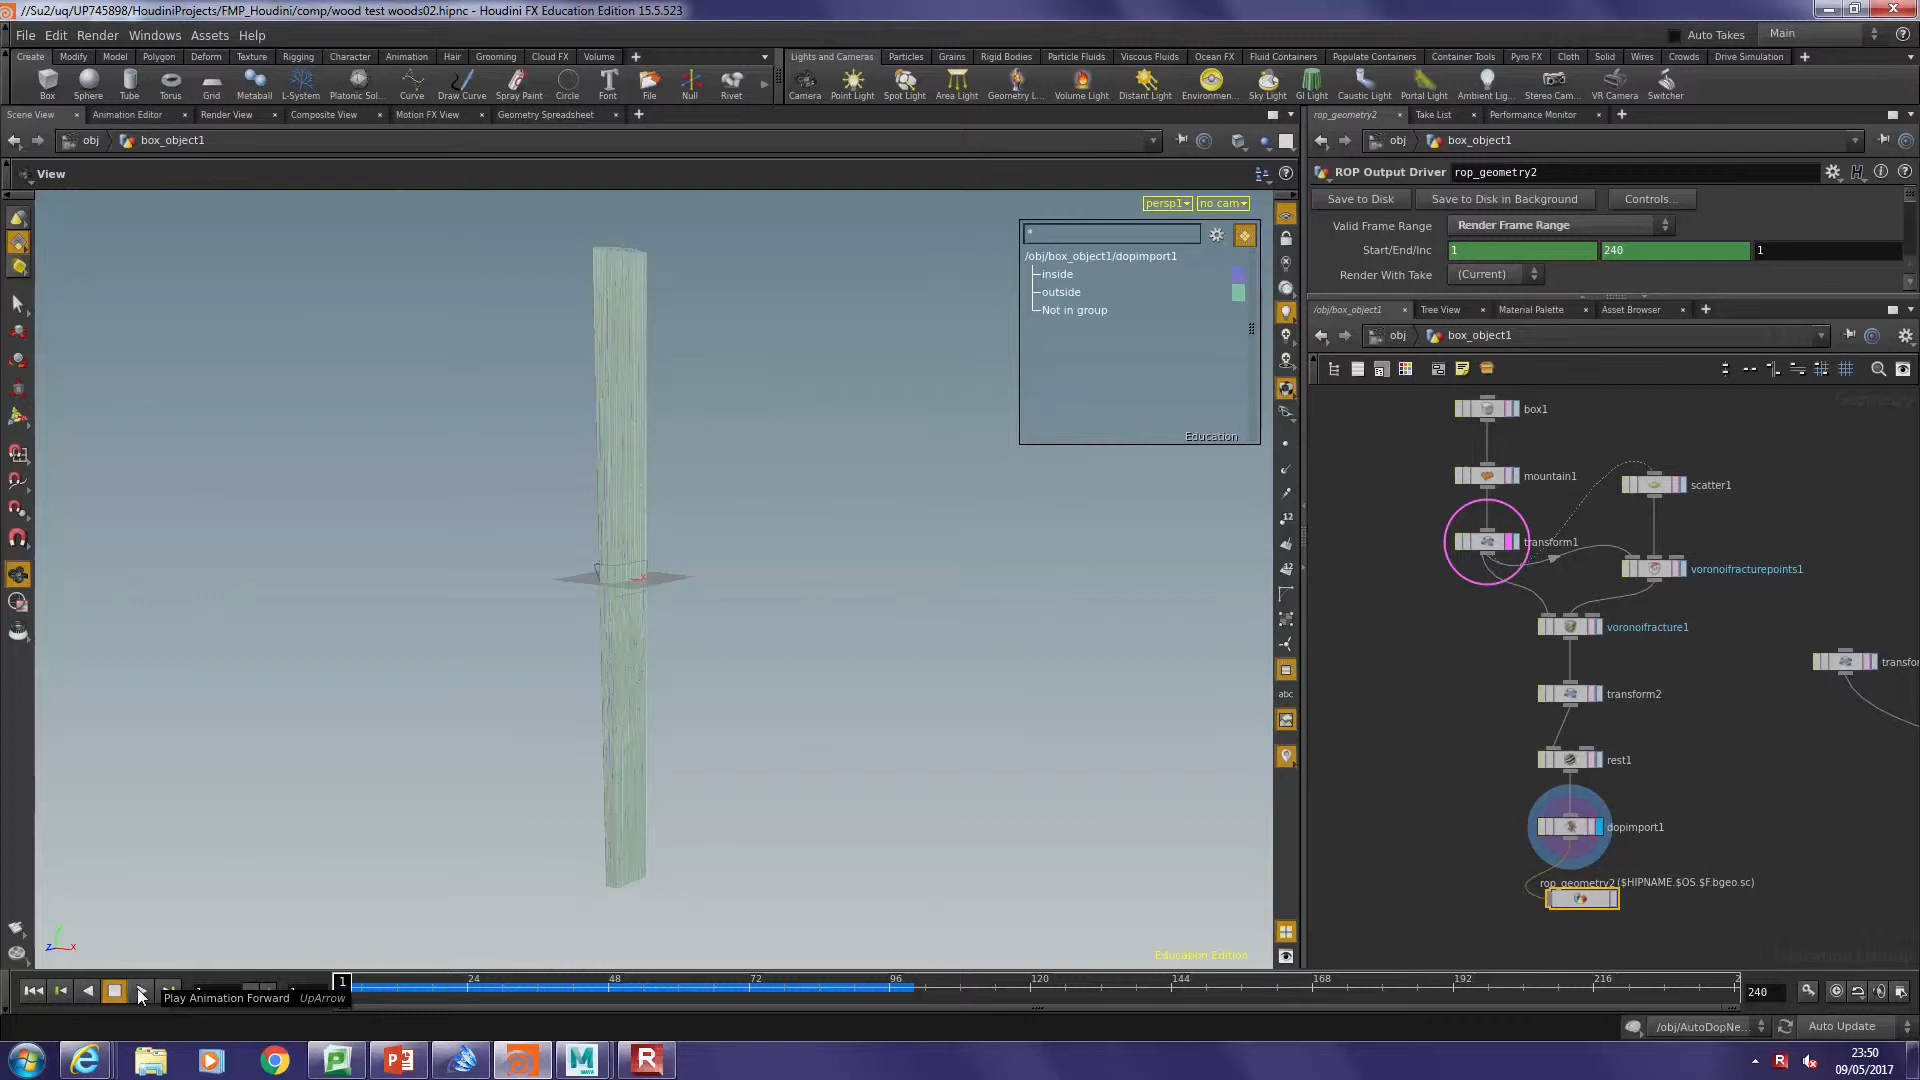 //Su2/uq/UP745898/HoudiniProjects/FMP_Houdini/comp/wood test woods02.hipnc - Houdini FX Education Edition 15.5.523
File Edit Render Windows Assets Help
Auto Takes Main
Create Modify Model Polygon Deform Texture Rigging Character Animation Hair Grooming Cloud FX Volume
Lights and Cameras Particles Grains Rigid Bodies Particle Fluids Viscous Fluids Ocean FX Fluid Containers Populate Containers Container Tools Pyro FX Cloth Solid Wires Crowds Drive Simulation
Box Sphere Tube Torus Grid Metaball L-System Platonic Sol... Curve Draw Curve Spray Paint Circle Font File Null Rivet
Camera Point Light Spot Light Area Light Geometry L... Volume Light Distant Light Environmen... Sky Light GI Light Caustic Light Portal Light Ambient Lig... Stereo Cam... VR Camera Switcher
Scene View Animation Editor Render View Composite View Motion FX View Geometry Spreadsheet
rop_geometry2 Take List Performance Monitor
obj box_object1
obj box_object1
View
ROP Output Driver rop_geometry2
Save to Disk Save to Disk in Background Controls...
Valid Frame Range Render Frame Range
Start/End/Inc 1 240 1
Render With Take (Current)
persp1 no cam
*
/obj/box_object1/dopimport1
inside
outside
Not in group
Education
/obj/box_object1 Tree View Material Palette Asset Browser
obj box_object1
box1
mountain1
scatter1
transform1
voronoifracturepoints1
voronoifracture1
transfor
transform2
rest1
dopimport1
rop_geometry2 ($HIPNAME.$OS.$F.bgeo.sc)
12
12
abc
y
z x
x
Education Edition
1 24 48 72 96 120 144 168 192 216 2
240
Play Animation Forward UpArrow
/obj/AutoDopNe... Auto Update
23:50
09/05/2017